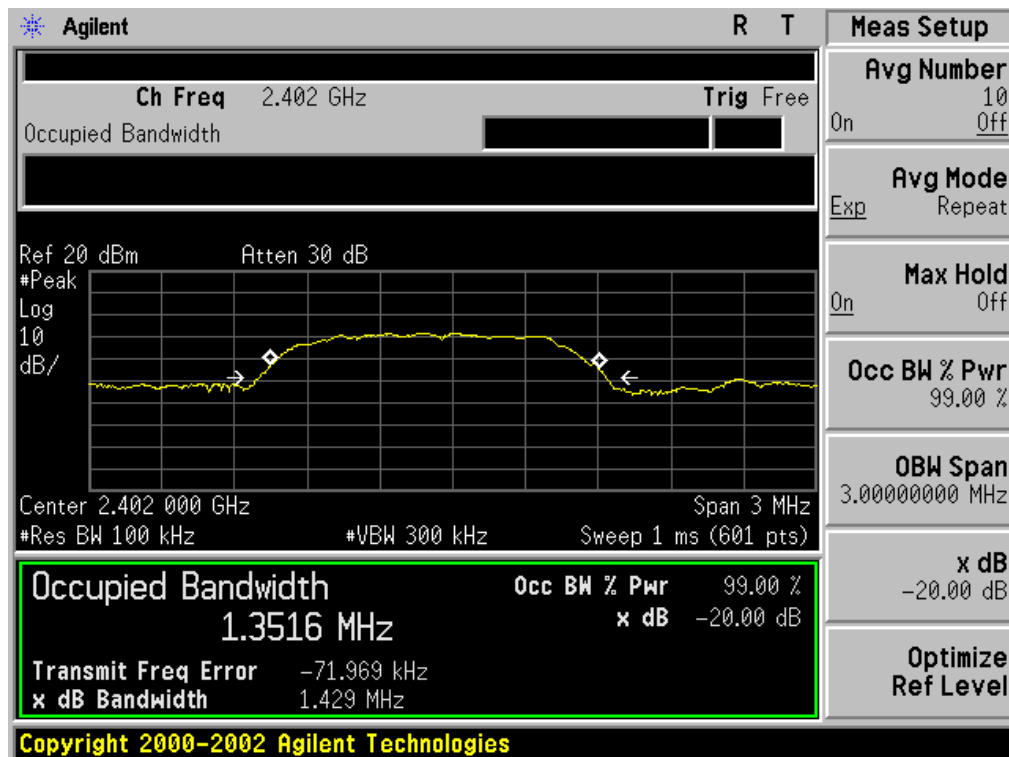 Agilent R T
Ch Freq 2.402 GHz Trig Free
Occupied Bandwidth
Ref 20 dBm Atten 30 dB
#Peak
Log
10
dB/
Center 2.402 000 GHz Span 3 MHz
#Res BW 100 kHz #VBW 300 kHz Sweep 1 ms (601 pts)
Occupied Bandwidth Occ BW % Pwr 99.00 %
1.3516 MHz x dB -20.00 dB
Transmit Freq Error -71.969 kHz
x dB Bandwidth 1.429 MHz
Copyright 2000-2002 Agilent Technologies
Meas Setup
Avg Number
10
On Off
Avg Mode
Exp Repeat
Max Hold
On Off
Occ BW % Pwr
99.00 %
OBW Span
3.00000000 MHz
x dB
-20.00 dB
Optimize
Ref Level